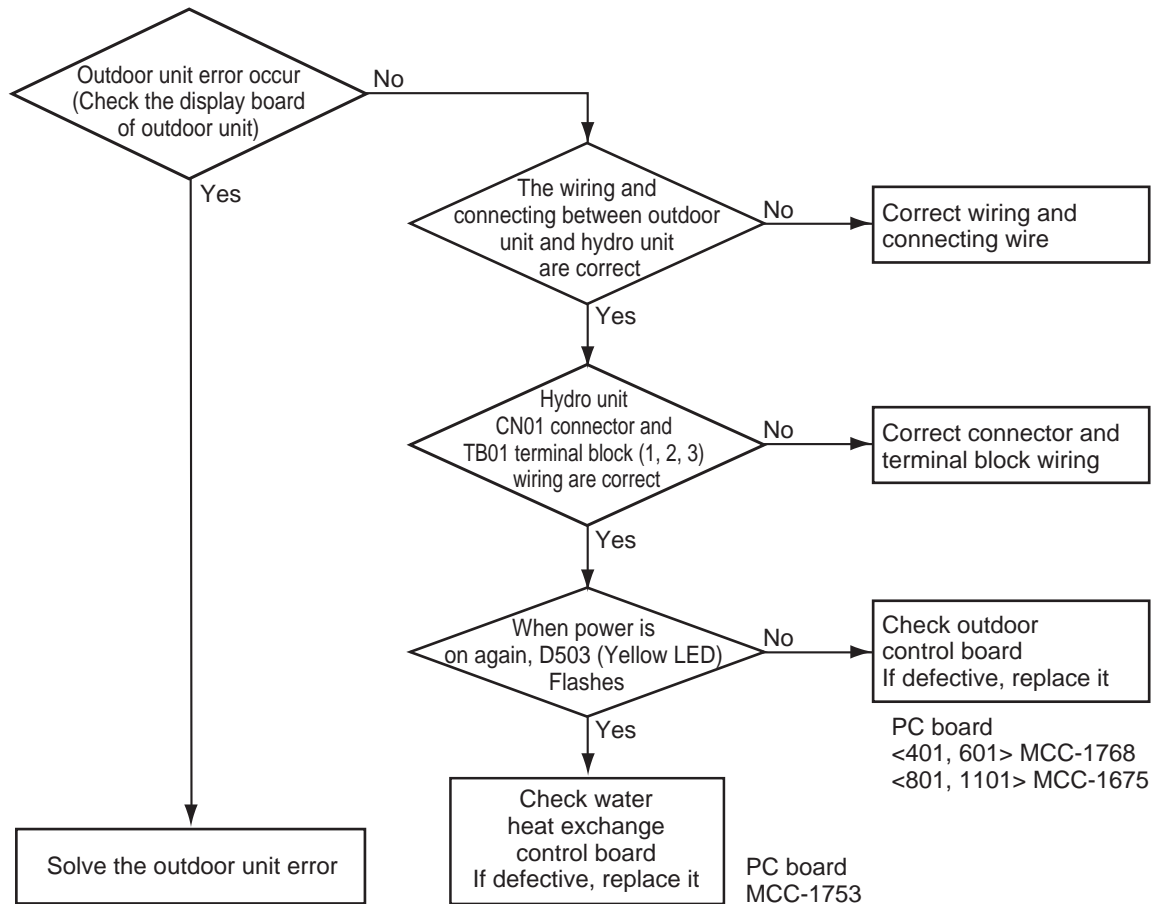 Outdoor unit error occur
(Check the display board
of outdoor unit)
No
Yes
The wiring and
connecting between outdoor
unit and hydro unit
are correct
No
Correct wiring and
connecting wire
Yes
Hydro unit
CN01 connector and
TB01 terminal block (1, 2, 3)
wiring are correct
No
Correct connector and
terminal block wiring
Yes
When power is
on again, D503 (Yellow LED)
Flashes
No
Check outdoor
control board
If defective, replace it
PC board
<401, 601> MCC-1768
<801, 1101> MCC-1675
Yes
Check water
heat exchange
control board
If defective, replace it
PC board
MCC-1753
Solve the outdoor unit error